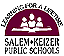 LEARNING FOR A LIFETIME
SALEM•KEIZER
PUBLIC SCHOOLS